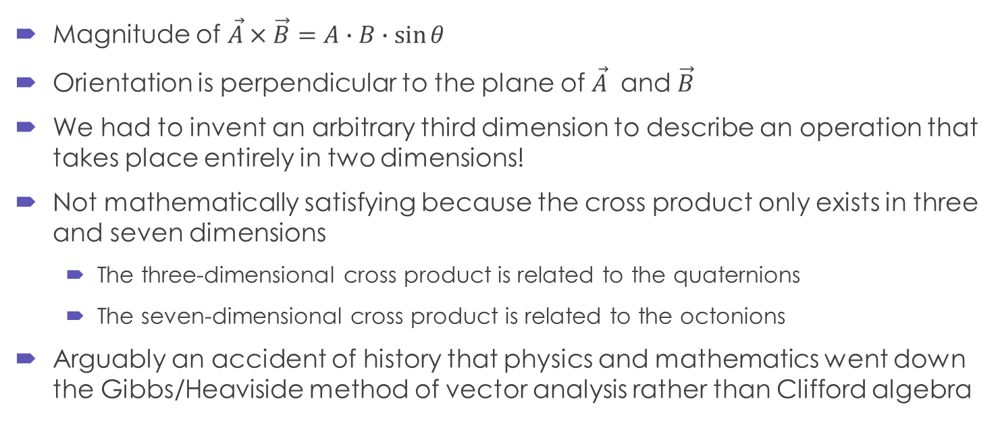 Magnitude of $\vec{A} \times \vec{B} = A \cdot B \cdot \sin \theta$
Orientation is perpendicular to the plane of $\vec{A}$ and $\vec{B}$
We had to invent an arbitrary third dimension to describe an operation that
takes place entirely in two dimensions!
Not mathematically satisfying because the cross product only exists in three
and seven dimensions
The three-dimensional cross product is related to the quaternions
The seven-dimensional cross product is related to the octonions
Arguably an accident of history that physics and mathematics went down
the Gibbs/Heaviside method of vector analysis rather than Clifford algebra